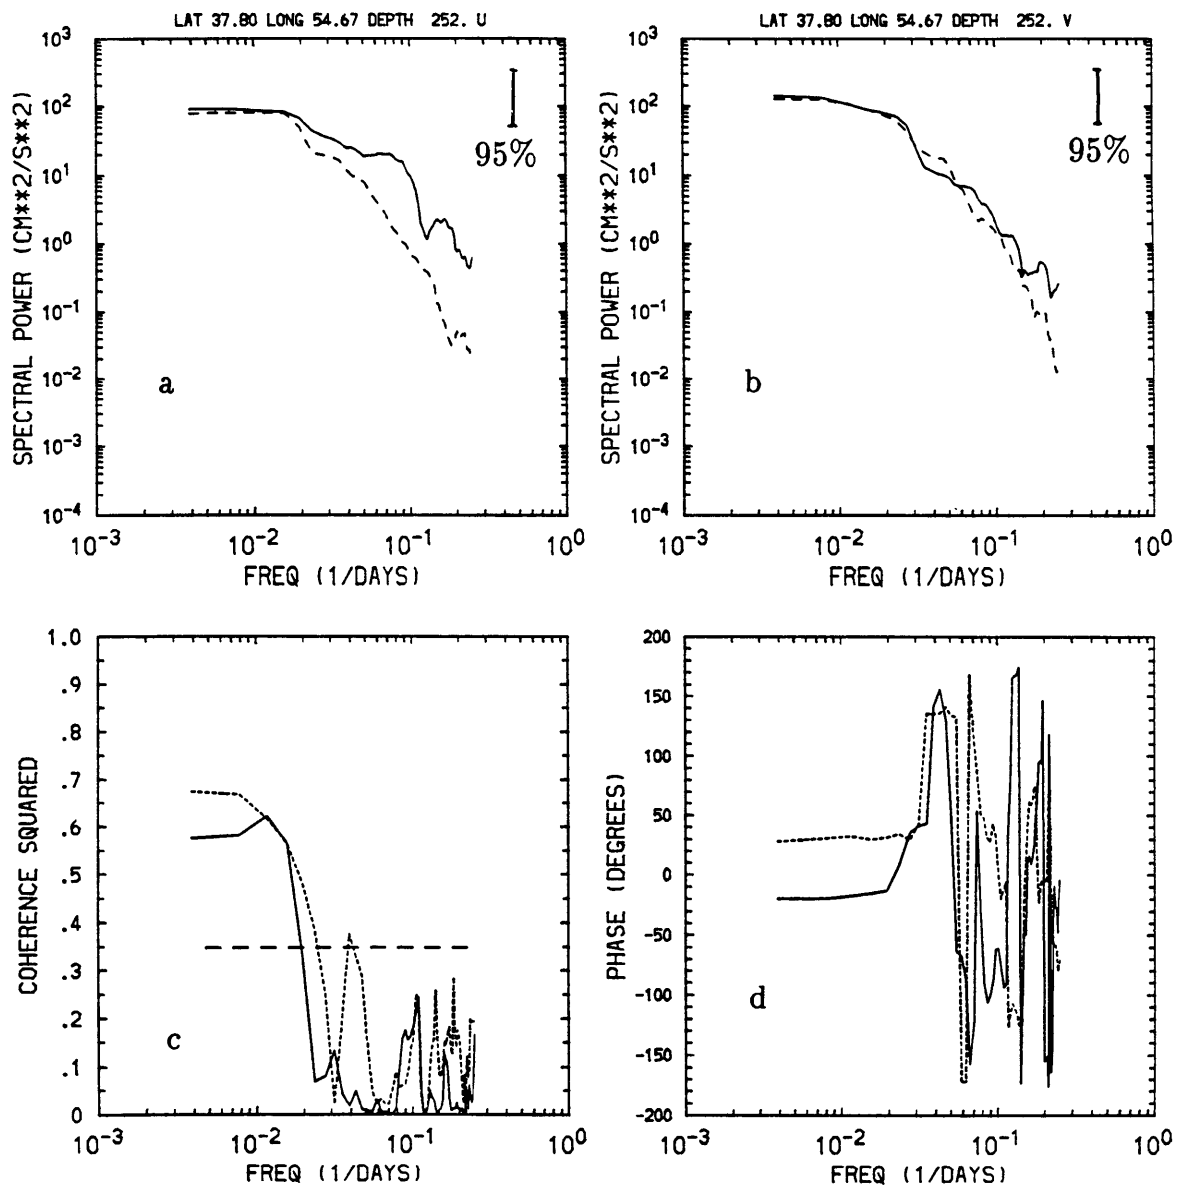 LAT 37.80 LONG 54.67 DEPTH 252. U
SPECTRAL POWER (CM**2/S**2)
10³
10²
10¹
10⁰
10⁻¹
10⁻²
10⁻³
10⁻⁴
95%
a
10⁻³ 10⁻² 10⁻¹ 10⁰
FREQ (1/DAYS)
LAT 37.80 LONG 54.67 DEPTH 252. V
SPECTRAL POWER (CM**2/S**2)
10³
10²
10¹
10⁰
10⁻¹
10⁻²
10⁻³
10⁻⁴
95%
b
10⁻³ 10⁻² 10⁻¹ 10⁰
FREQ (1/DAYS)
COHERENCE SQUARED
1.0
.9
.8
.7
.6
.5
.4
.3
.2
.1
0
c
10⁻³ 10⁻² 10⁻¹ 10⁰
FREQ (1/DAYS)
PHASE (DEGREES)
200
150
100
50
0
-50
-100
-150
-200
d
10⁻³ 10⁻² 10⁻¹ 10⁰
FREQ (1/DAYS)